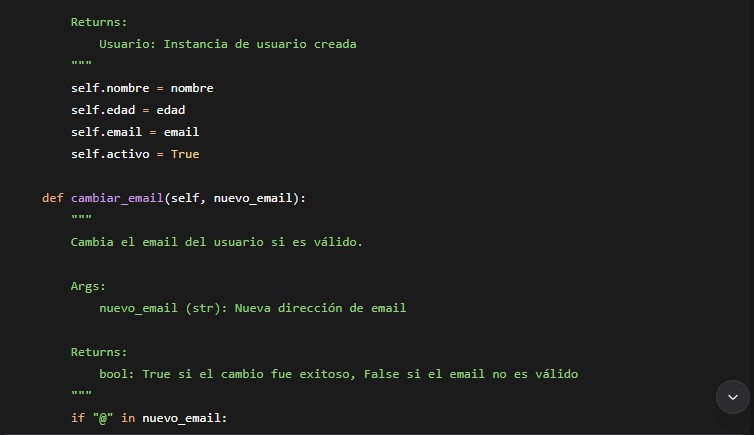 Returns:
Usuario: Instancia de usuario creada
"""
self.nombre = nombre
self.edad = edad
self.email = email
self.activo = True
def cambiar_email(self, nuevo_email):
"""
Cambia el email del usuario si es válido.
Args:
nuevo_email (str): Nueva dirección de email
Returns:
bool: True si el cambio fue exitoso, False si el email no es válido
"""
if "@" in nuevo_email: